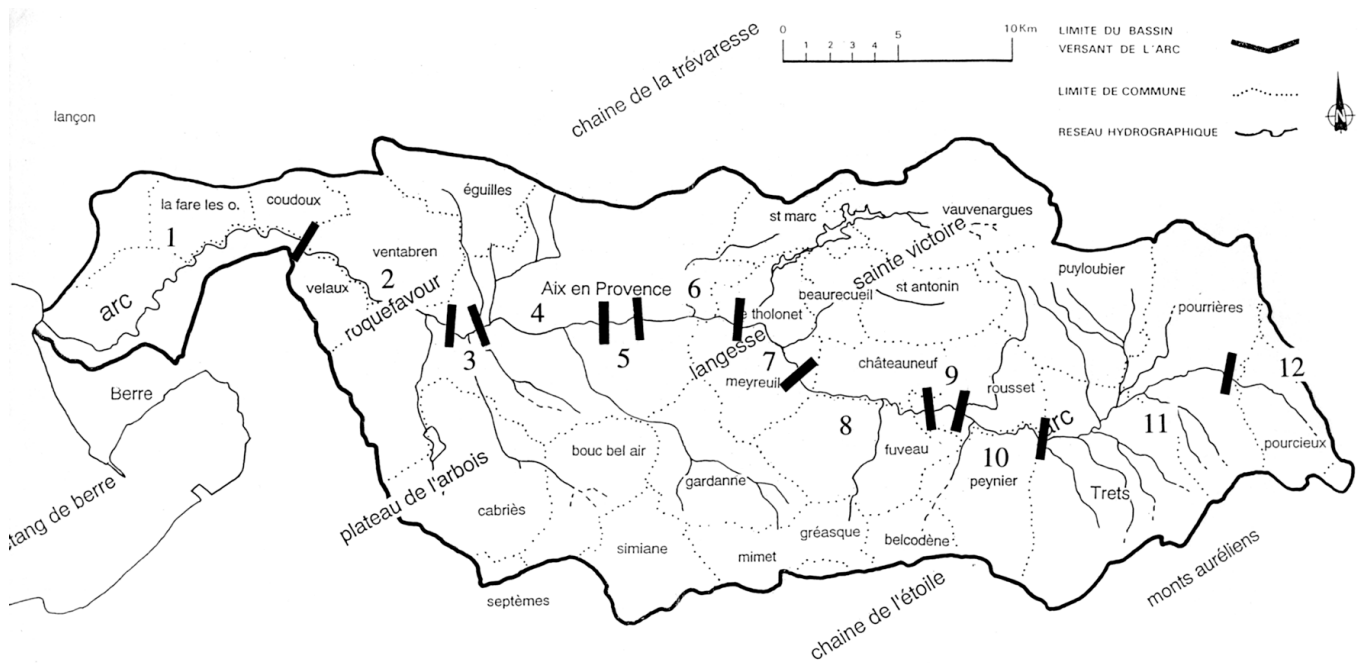 chaine de la trévaresse
0 5 10 Km
1 2 3 4
LIMITE DU BASSIN
VERSANT DE L'ARC
LIMITE DE COMMUNE
RESEAU HYDROGRAPHIQUE
N
lançon
la fare les o.
coudoux
éguilles
st marc
vauvenargues
1
ventabren
2
sainte victoire
puyloubier
velaux
arc
roquefavour
Aix en Provence
6
beaurecueil
st antonin
pourrières
4
tholonet
3
5
langesse
7
châteauneuf
9
12
Berre
meyreuil
rousset
arc
8
11
fuveau
10
pourcieux
bouc bel air
peynier
plateau de l'arbois
gardanne
Trets
étang de berre
cabriès
simiane
mimet
gréasque
belcodène
septèmes
chaine de l'étoile
monts auréliens